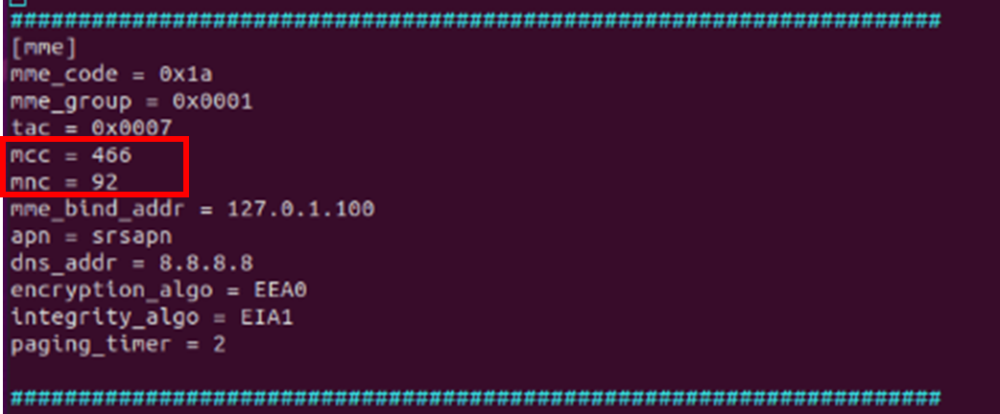 #####################################################################
[mme]
mme_code = 0x1a
mme_group = 0x0001
tac = 0x0007
mcc = 466
mnc = 92
mme_bind_addr = 127.0.1.100
apn = srsapn
dns_addr = 8.8.8.8
encryption_algo = EEA0
integrity_algo = EIA1
paging_timer = 2
#####################################################################